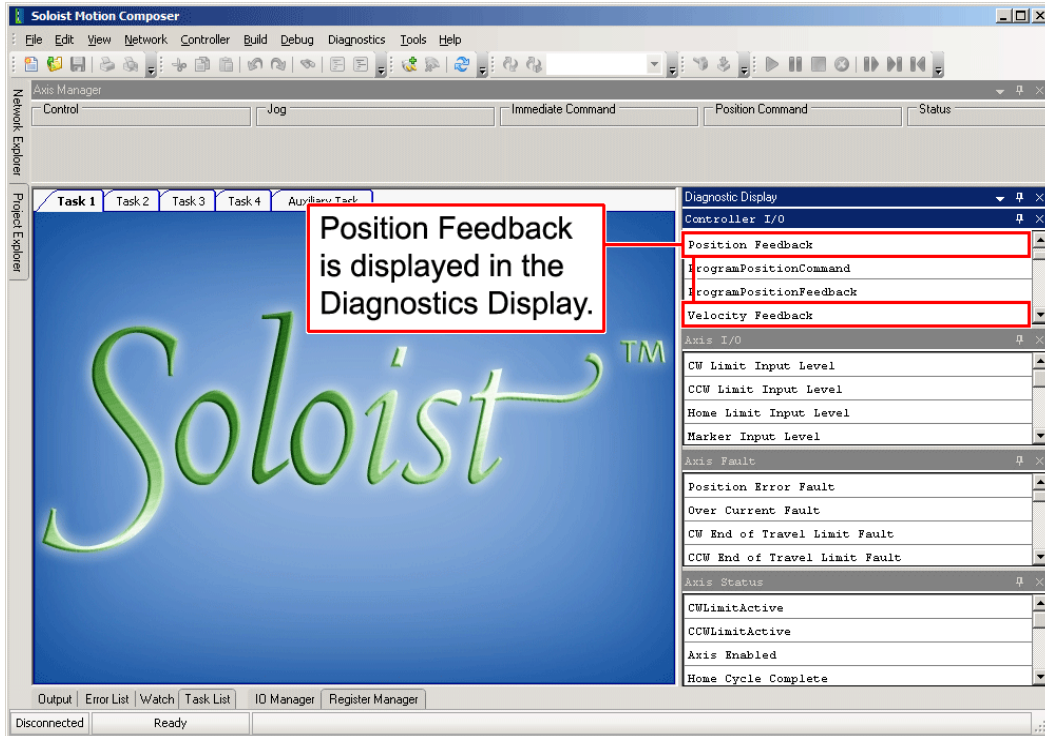 Soloist Motion Composer
File Edit View Network Controller Build Debug Diagnostics Tools Help
Axis Manager
Control
Jog
Immediate Command
Position Command
Status
Network Explorer
Project Explorer
Task 1
Task 2
Task 3
Task 4
Auxiliary Task
Position Feedback
is displayed in the
Diagnostics Display.
Soloist™
Diagnostic Display
Controller I/O
Position Feedback
ProgramPositionCommand
ProgramPositionFeedback
Velocity Feedback
Axis I/O
CW Limit Input Level
CCW Limit Input Level
Home Limit Input Level
Marker Input Level
Axis Fault
Position Error Fault
Over Current Fault
CW End of Travel Limit Fault
CCW End of Travel Limit Fault
Axis Status
CWLimitActive
CCWLimitActive
Axis Enabled
Home Cycle Complete
Output
Error List
Watch
Task List
IO Manager
Register Manager
Disconnected
Ready